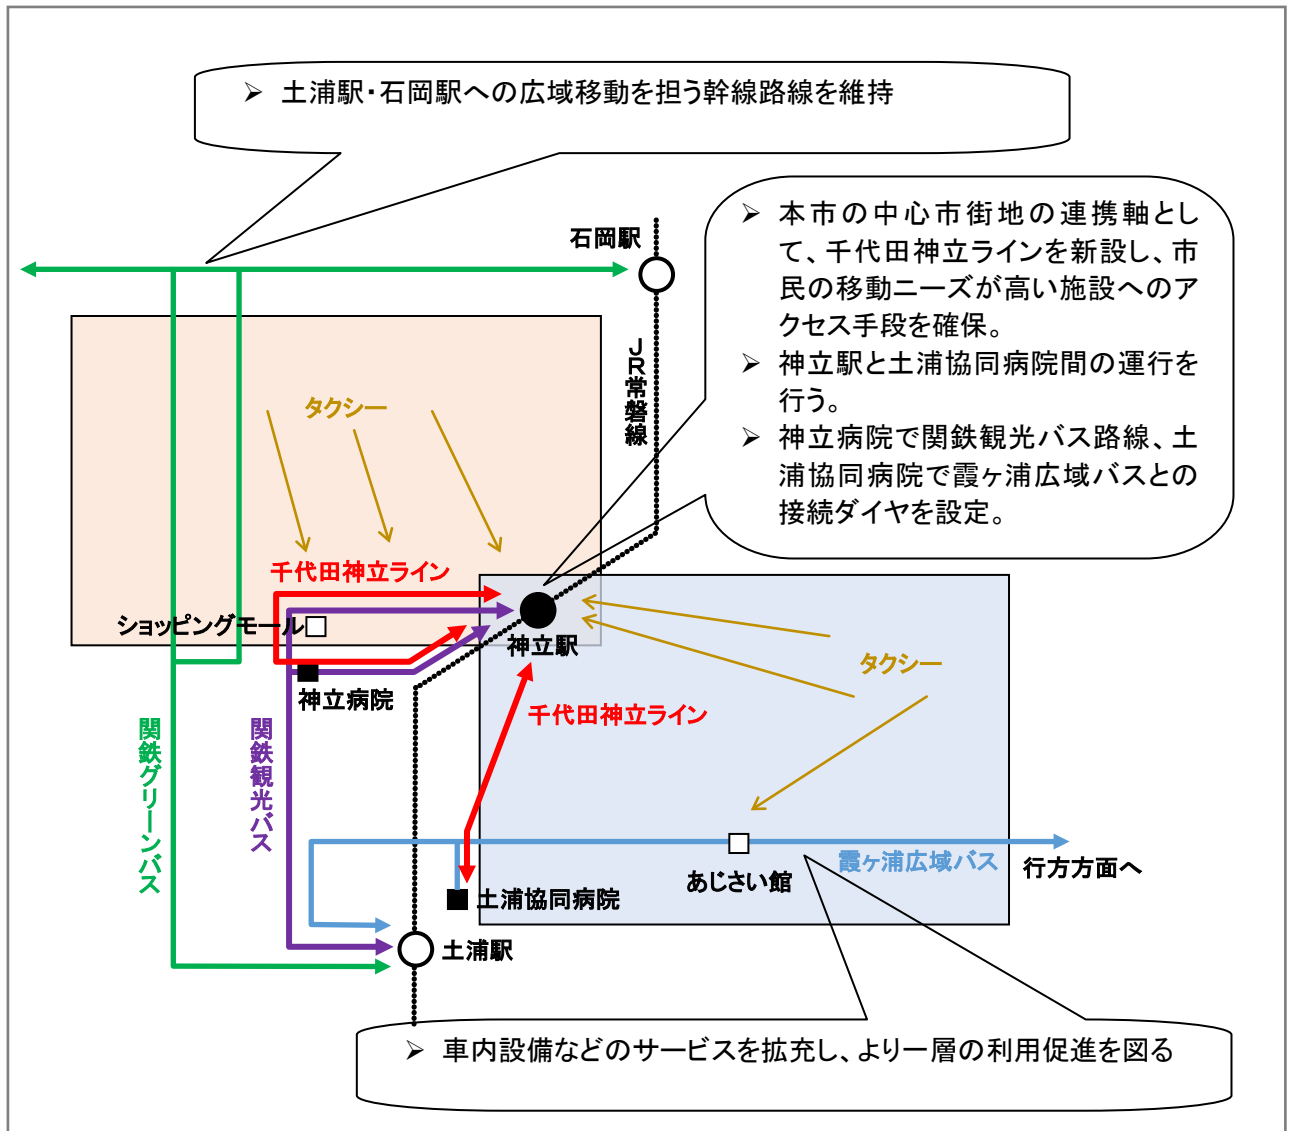 ➢ 土浦駅・石岡駅への広域移動を担う幹線路線を維持
➢ 本市の中心市街地の連携軸とし
て、千代田神立ラインを新設し、市
民の移動ニーズが高い施設へのア
クセス手段を確保。
➢ 神立駅と土浦協同病院間の運行を
行う。
➢ 神立病院で関鉄観光バス路線、土
浦協同病院で霞ヶ浦広域バスとの
接続ダイヤを設定。
石岡駅
JR常磐線
タクシー
千代田神立ライン
ショッピングモール
神立駅
神立病院
タクシー
千代田神立ライン
関鉄グリーンバス
関鉄観光バス
霞ヶ浦広域バス
行方方面へ
あじさい館
土浦協同病院
土浦駅
➢ 車内設備などのサービスを拡充し、より一層の利用促進を図る